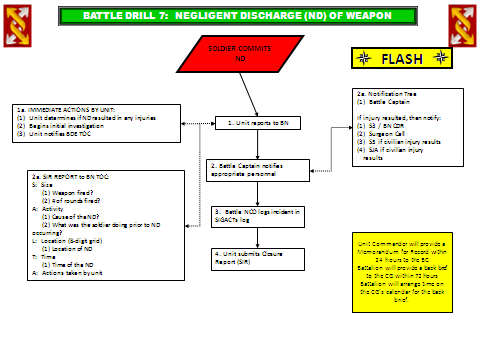 BATTLE DRILL 7: NEGLIGENT DISCHARGE (ND) OF WEAPON
SOLDIER COMMITS
ND
FLASH
1a. IMMEDIATE ACTIONS BY UNIT:
(1) Unit determines if ND resulted in any injuries
(2) Begins initial investigation
(3) Unit notifies BDE TOC
1. Unit reports to BN
2a. Notification Tree
(1) Battle Captain
If injury resulted, then notify:
(1) S3 / BN CDR
(2) Surgeon Cell
(3) S5 if civilian injury results
(4) SJA if civilian injury
results
2. Battle Captain notifies
appropriate personnel
2a. SIR REPORT to BN TOC:
S: Size
(1) Weapon fired?
(2) # of rounds fired?
A: Activity
(1) Cause of the ND?
(2) What was the soldier doing prior to ND
occurring?
L: Location (8-digit grid)
(1) Location of ND
T: Time
(1) Time of the ND
A: Actions taken by unit
3. Battle NCO logs incident in
SIGACTs log
4. Unit submits Closure
Report (SIR)
Unit Commander will provide a
Memorandum for Record within
24 hours to the BC
Battalion will provide a back brief
to the CG within 72 hours
Battalion will arrange time on
the CG's calendar for the back
brief.